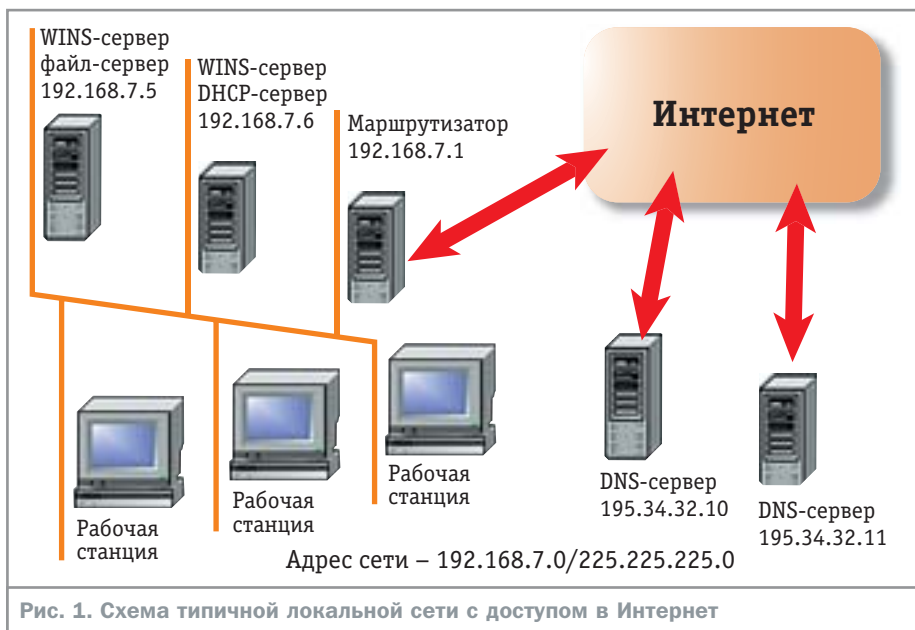 WINS-сервер
файл-сервер
192.168.7.5
WINS-сервер
DHCP-сервер
192.168.7.6
Маршрутизатор
192.168.7.1
Интернет
Рабочая
станция
Рабочая
станция
Рабочая
станция
DNS-сервер
195.34.32.10
DNS-сервер
195.34.32.11
Адрес сети – 192.168.7.0/225.225.225.0
Рис. 1. Схема типичной локальной сети с доступом в Интернет